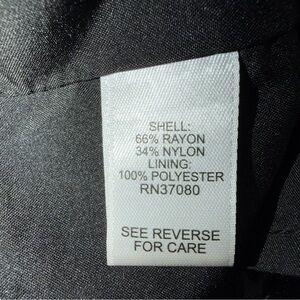 SHELL:
66% RAYON
34% NYLON
LINING:
100% POLYESTER
RN37080
SEE REVERSE
FOR CARE